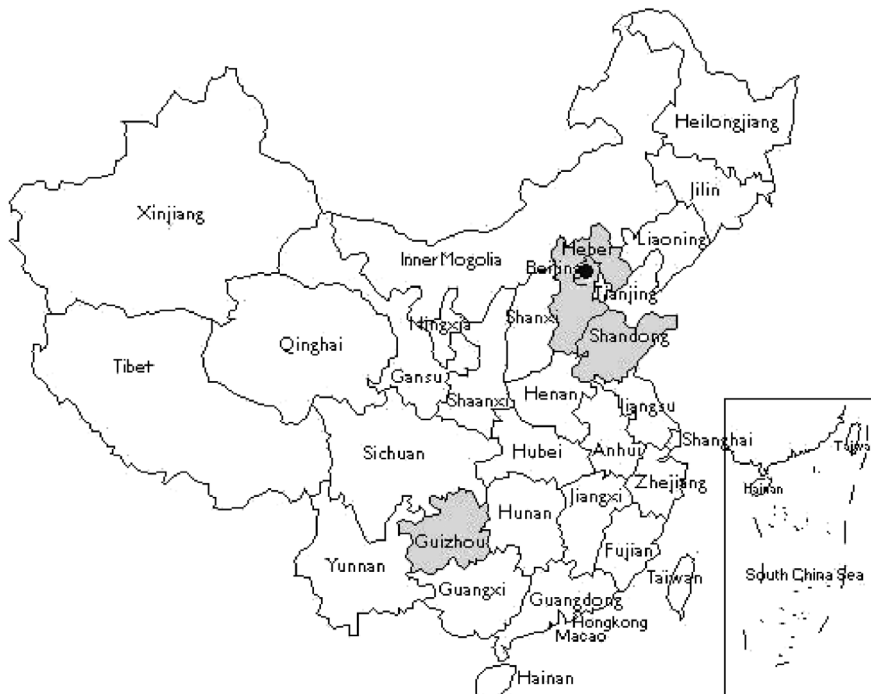 Heilongjiang
Jilin
Xinjiang
Liaoning
Hebei
Inner Mogolia
Beijing
Tianjing
Ningxia
Shanxi
Shandong
Qinghai
Tibet
Gansu
Henan
Shaanxi
Jiangsu
Shanghai
Sichuan
Hubei
Anhui
Zhejiang
Jiangxi
Hunan
Guizhou
Fujian
Yunnan
Taiwan
Guangxi
Guangdong
Hongkong
Macao
Hainan
Taiwa
Hainan
South China Sea